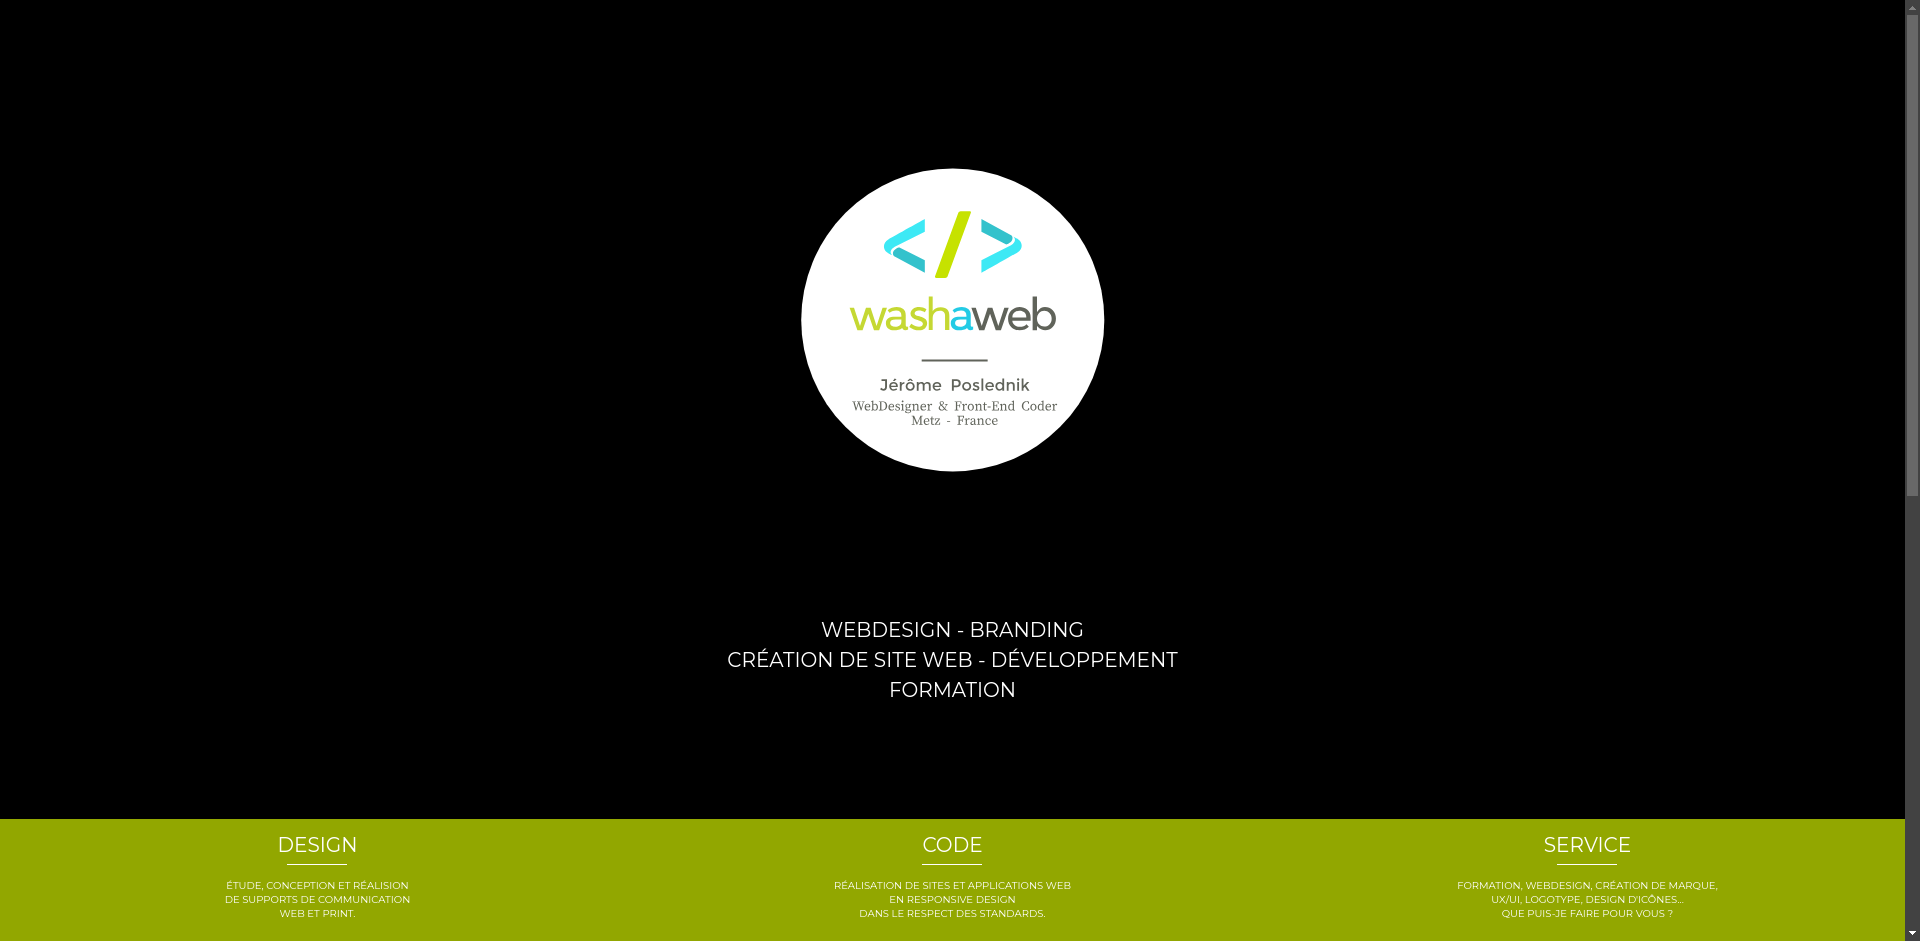 </>
washaweb
Jérôme Poslednik
WebDesigner & Front-End Coder
Metz - France
WEBDESIGN - BRANDING
CRÉATION DE SITE WEB - DÉVELOPPEMENT
FORMATION
DESIGN
ÉTUDE, CONCEPTION ET RÉALISION
DE SUPPORTS DE COMMUNICATION
WEB ET PRINT.
CODE
RÉALISATION DE SITES ET APPLICATIONS WEB
EN RESPONSIVE DESIGN
DANS LE RESPECT DES STANDARDS.
SERVICE
FORMATION, WEBDESIGN, CRÉATION DE MARQUE,
UX/UI, LOGOTYPE, DESIGN D'ICÔNES...
QUE PUIS-JE FAIRE POUR VOUS ?